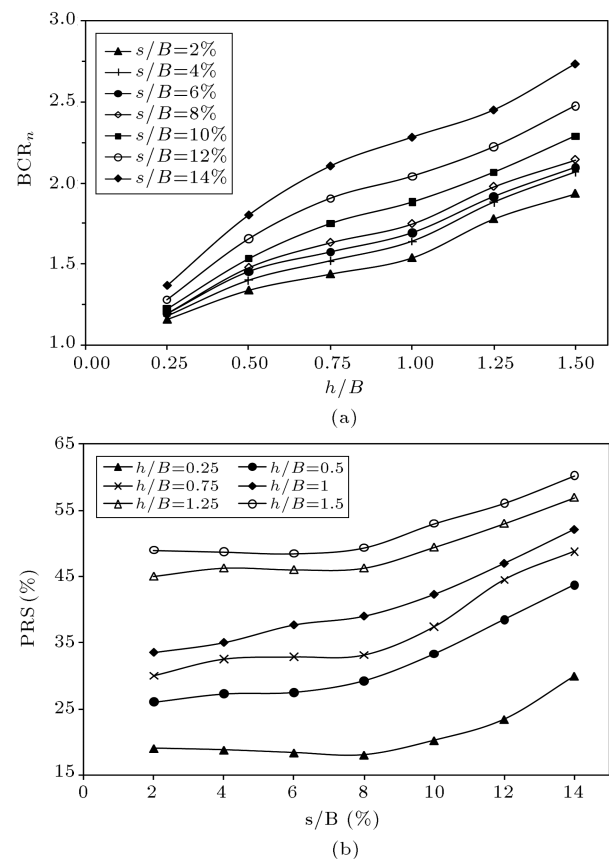 3.0
2.5
2.0
1.5
1.0
BCRₙ
s/B=2%
s/B=4%
s/B=6%
s/B=8%
s/B=10%
s/B=12%
s/B=14%
0.00 0.25 0.50 0.75 1.00 1.25 1.50
h/B
(a)
65
55
45
35
25
15
PRS (%)
h/B=0.25 h/B=0.5
h/B=0.75 h/B=1
h/B=1.25 h/B=1.5
0 2 4 6 8 10 12 14
s/B (%)
(b)